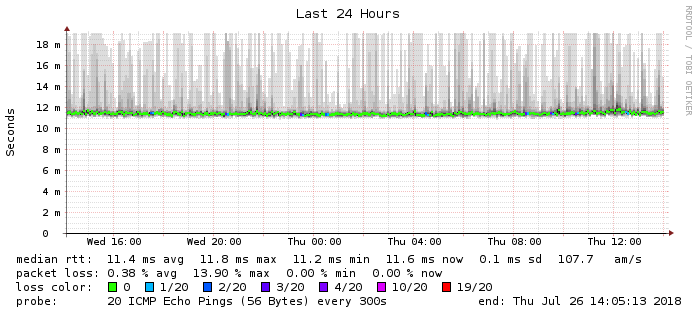 Last 24 Hours
RRDTOOL / TOBI OETIKER
Seconds
18 m
16 m
14 m
12 m
10 m
8 m
6 m
4 m
2 m
0
Wed 16:00 Wed 20:00 Thu 00:00 Thu 04:00 Thu 08:00 Thu 12:00
median rtt: 11.4 ms avg 11.8 ms max 11.2 ms min 11.6 ms now 0.1 ms sd 107.7 am/s
packet loss: 0.38 % avg 13.90 % max 0.00 % min 0.00 % now
loss color: 0 1/20 2/20 3/20 4/20 10/20 19/20
probe: 20 ICMP Echo Pings (56 Bytes) every 300s end: Thu Jul 26 14:05:13 2018